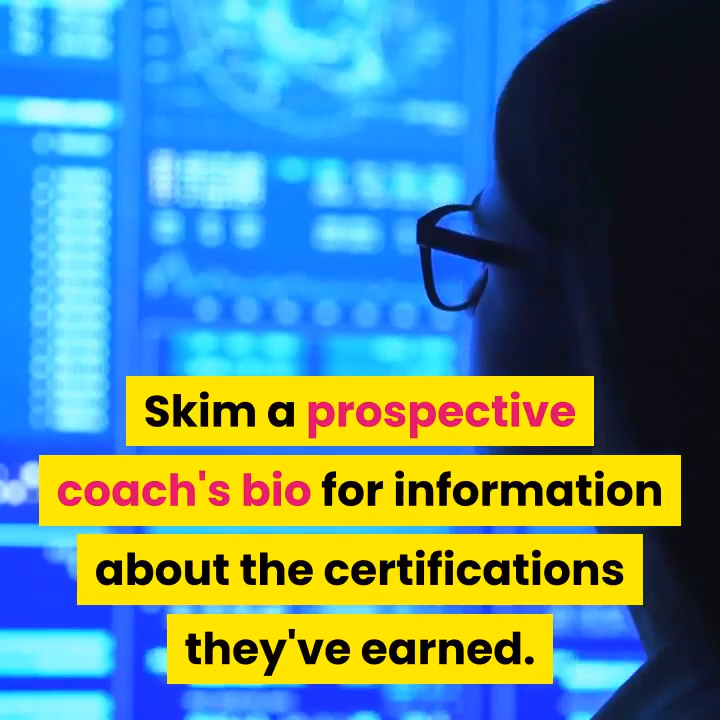 Skim a prospective
coach's bio for information
about the certifications
they've earned.